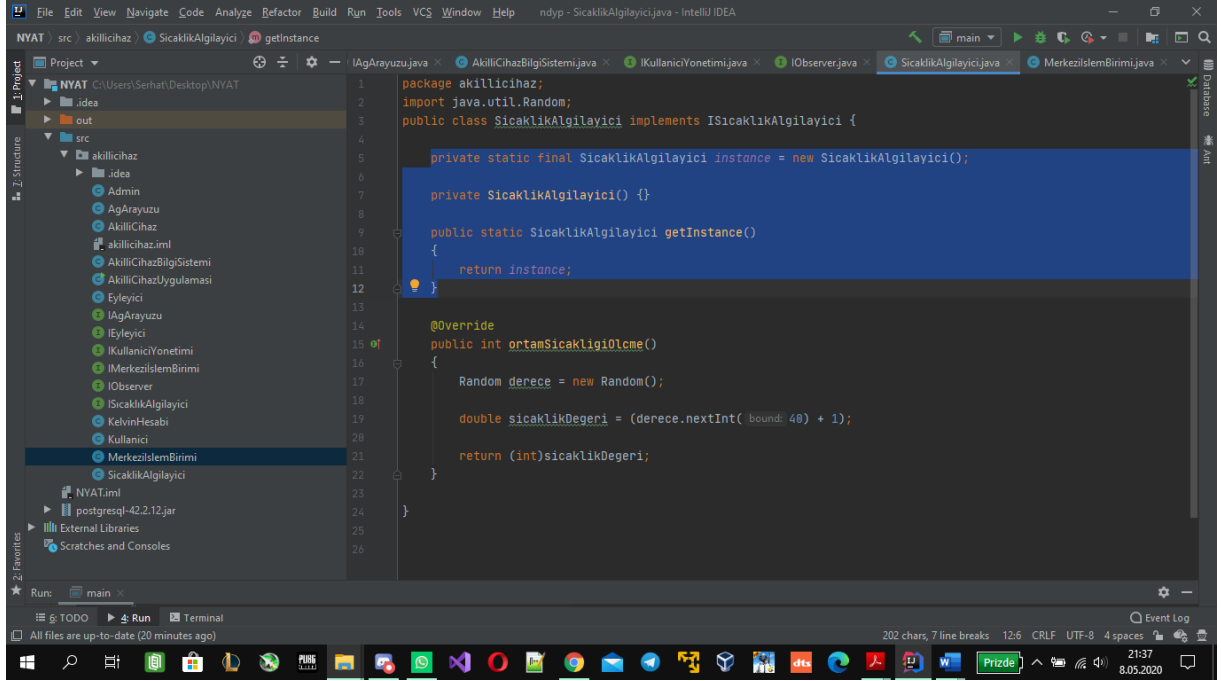 File Edit View Navigate Code Analyze Refactor Build Run Tools VCS Window Help ndyp - SicaklikAlgilayici.java - IntelliJ IDEA
NYAT src akillicihaz SicaklikAlgilayici getInstance main
Project
IAgArayuzu.java AkilliCihazBilgiSistemi.java IKullaniciYonetimi.java IObserver.java SicaklikAlgilayici.java MerkeziIslemBirimi.java
1: Project
7: Structure
2: Favorites
NYAT C:\Users\Serhat\Desktop\NYAT
.idea
out
src
akillicihaz
.idea
Admin
AgArayuzu
AkilliCihaz
akillicihaz.iml
AkilliCihazBilgiSistemi
AkilliCihazUygulamasi
Eyleyici
IAgArayuzu
IEyleyici
IKullaniciYonetimi
IMerkeziIslemBirimi
IObserver
ISıcaklıkAlgilayici
KelvinHesabi
Kullanici
MerkeziIslemBirimi
SicaklikAlgilayici
NYAT.iml
postgresql-42.2.12.jar
External Libraries
Scratches and Consoles
1 package akillicihaz;
2 import java.util.Random;
3 public class SicaklikAlgilayici implements ISıcaklıkAlgilayici {
4
5 private static final SicaklikAlgilayici instance = new SicaklikAlgilayici();
6
7 private SicaklikAlgilayici() {}
8
9 public static SicaklikAlgilayici getInstance()
10 {
11 return instance;
12 }
13
14 @Override
15 public int ortamSicakligiOlcme()
16 {
17 Random derece = new Random();
18
19 double sicaklikDegeri = (derece.nextInt( bound: 40) + 1);
20
21 return (int)sicaklikDegeri;
22 }
23
24 }
25
26
Database
Ant
Run: main
6: TODO 4: Run Terminal Event Log
All files are up-to-date (20 minutes ago) 202 chars, 7 line breaks 12:6 CRLF UTF-8 4 spaces
PUBG dts Prizde 21:37
8.05.2020